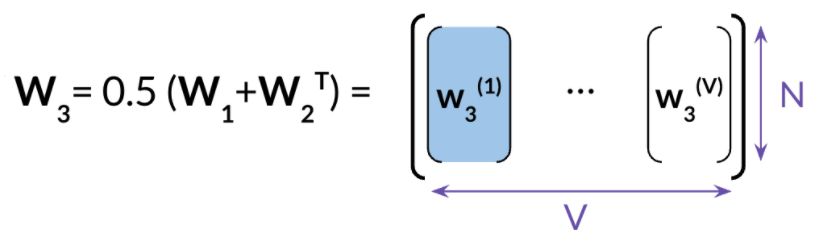 W₃= 0.5 (W₁+W₂ᵀ) = [w₃⁽¹⁾ ... w₃⁽ⱽ⁾] N
V